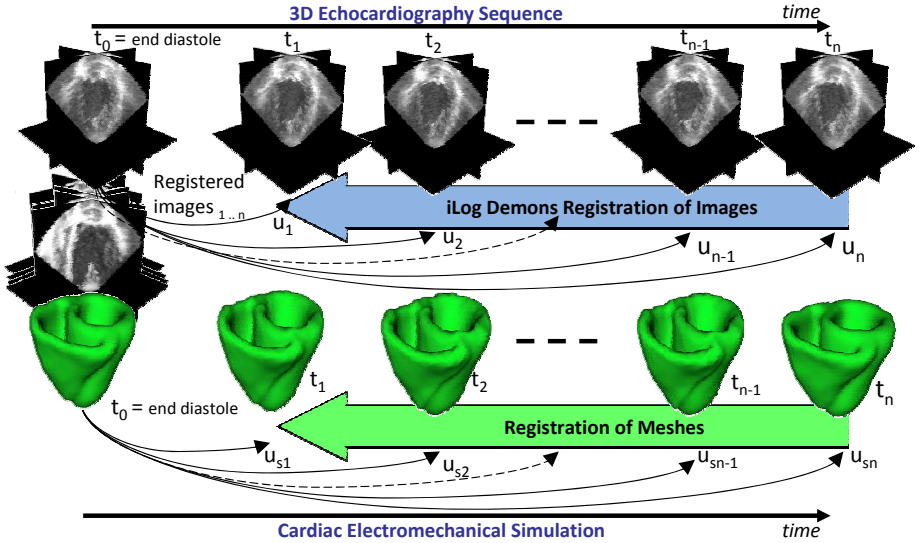 3D Echocardiography Sequence
time
t0 = end diastole
t1
t2
tn-1
tn
Registered
images 1 .. n
iLog Demons Registration of Images
u1
u2
un-1
un
t1
t2
tn-1
tn
t0 = end diastole
Registration of Meshes
us1
us2
usn-1
usn
Cardiac Electromechanical Simulation
time